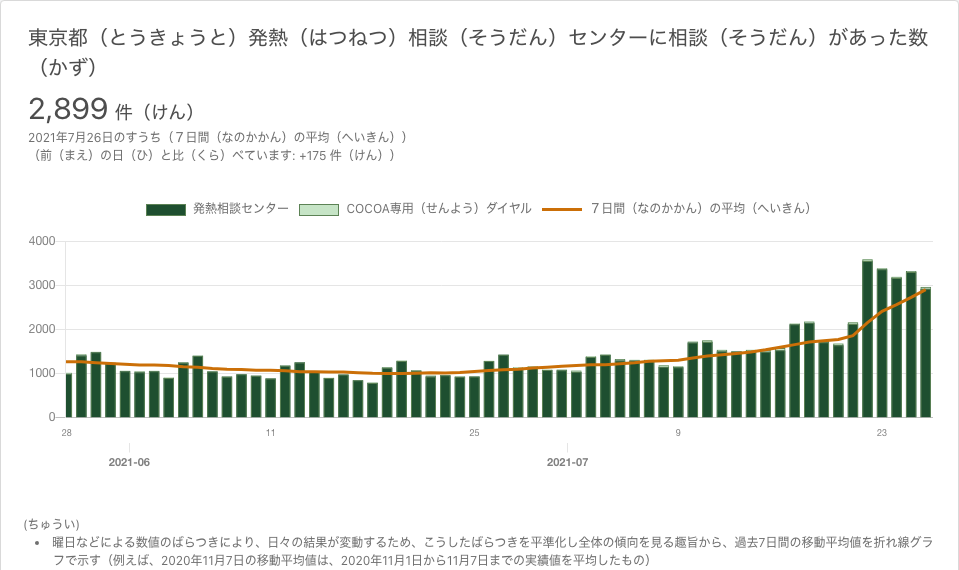 東京都（とうきょうと）発熱（はつねつ）相談（そうだん）センターに相談（そうだん）があった数
（かず）
2,899 件（けん）
2021年7月26日のすうち（７日間（なのかかん）の平均（へいきん））
（前（まえ）の日（ひ）と比（くら）べています: +175 件（けん））
発熱相談センター COCOA専用（せんよう）ダイヤル ７日間（なのかかん）の平均（へいきん）
4000
3000
2000
1000
0
28 11 25 9 23
2021-06 2021-07
(ちゅうい)
• 曜日などによる数値のばらつきにより、日々の結果が変動するため、こうしたばらつきを平準化し全体の傾向を見る趣旨から、過去7日間の移動平均値を折れ線グラ
フで示す（例えば、2020年11月7日の移動平均値は、2020年11月1日から11月7日までの実績値を平均したもの）